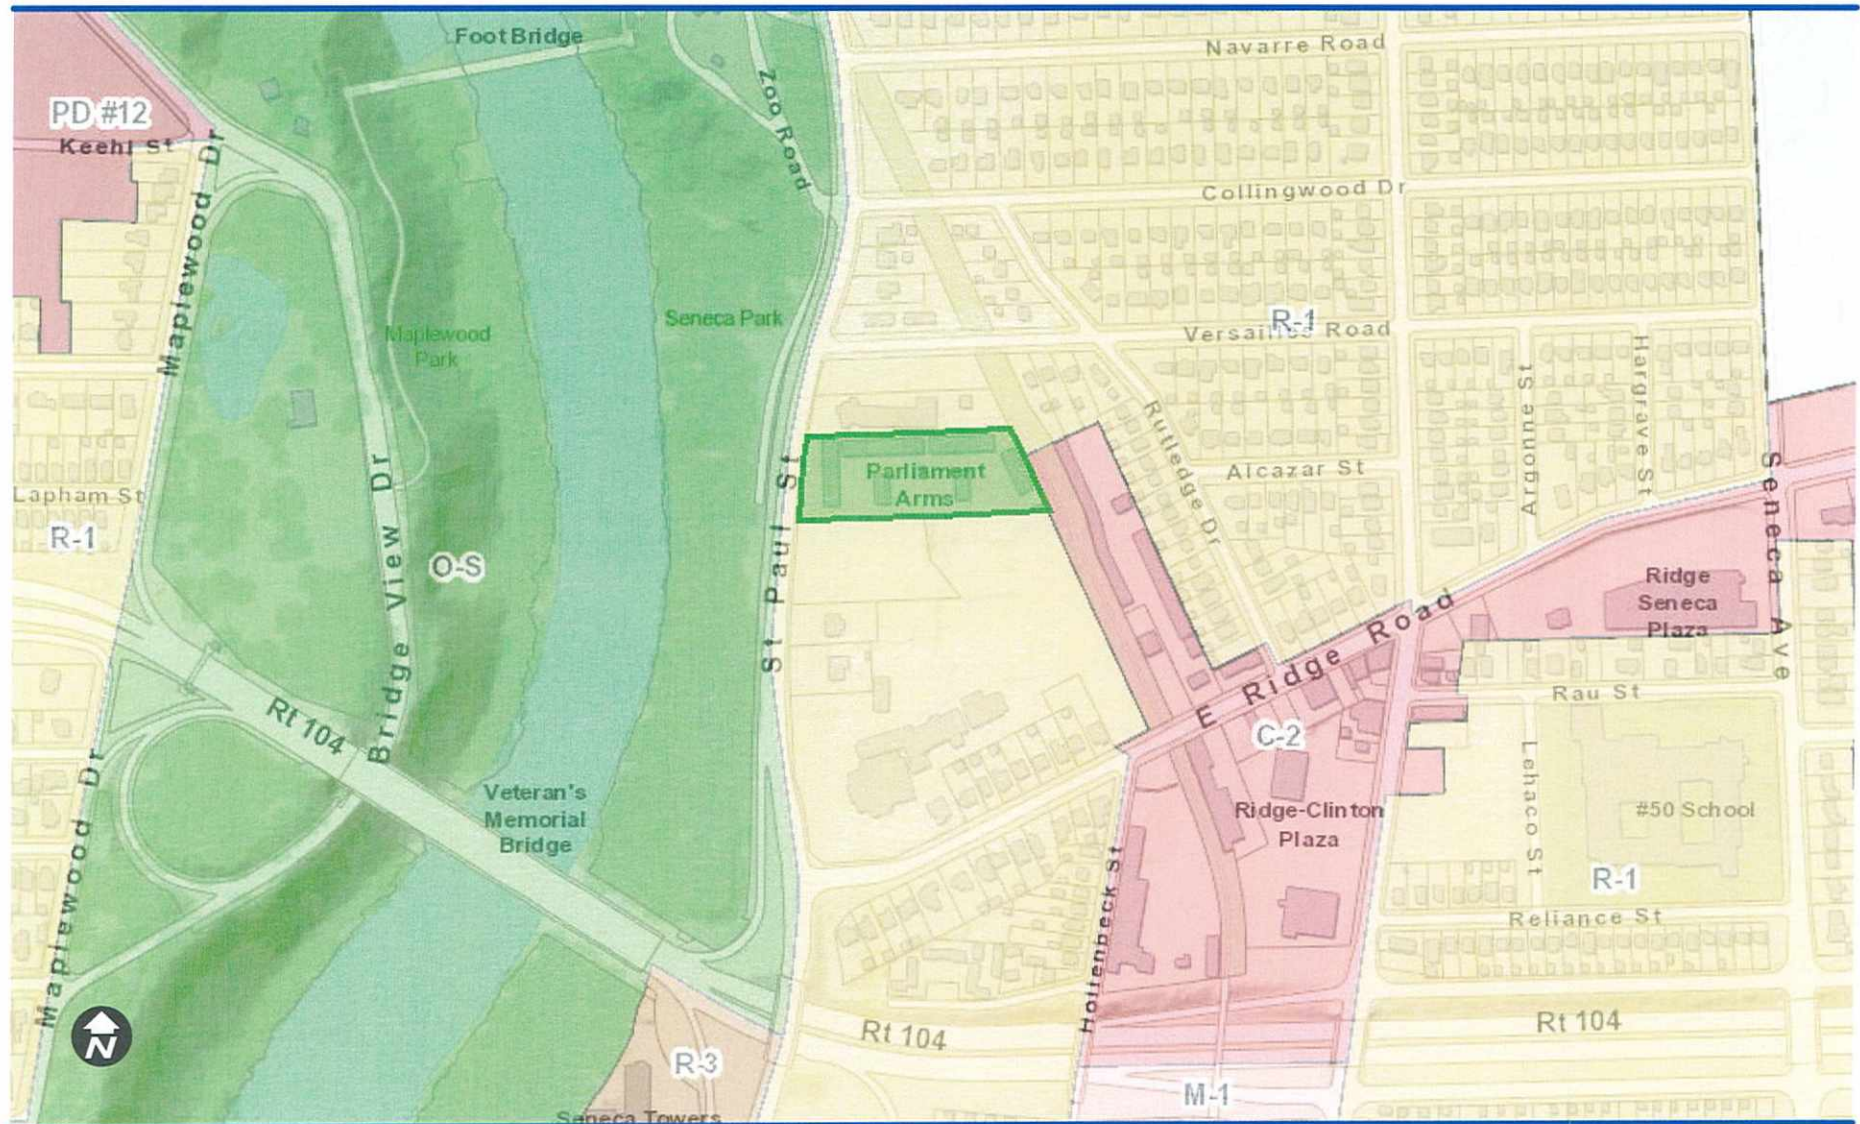 Foot Bridge
Navarre Road
Zoo Road
PD #12
Keehl St
Maplewood Dr
Collingwood Dr
Seneca Park
Maplewood
Park
R-1
Versailles Road
Hargrave St
Argonne St
Rutledge Dr
Alcazar St
Parliament
Arms
Lapham St
R-1
Bridge View Dr
O-S
St Paul St
Seneca Ave
Ridge
Seneca
Plaza
E Ridge Road
Rau St
Rt 104
C-2
Lehaco St
Veteran's
Memorial
Bridge
Ridge-Clinton
Plaza
#50 School
Maplewood Dr
R-1
Hollenbeck St
Reliance St
N
Rt 104
Rt 104
R-3
M-1
Seneca Towers